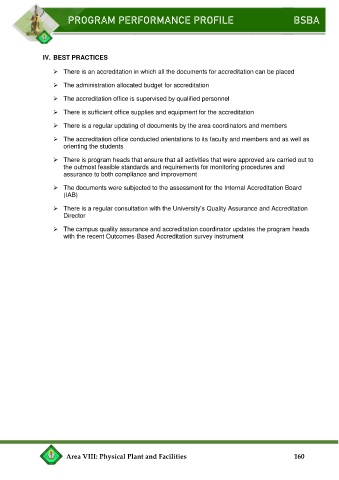 PROGRAM PERFORMANCE PROFILE BSBA
IV. BEST PRACTICES
➢ There is an accreditation in which all the documents for accreditation can be placed
➢ The administration allocated budget for accreditation
➢ The accreditation office is supervised by qualified personnel
➢ There is sufficient office supplies and equipment for the accreditation
➢ There is a regular updating of documents by the area coordinators and members
➢ The accreditation office conducted orientations to its faculty and members and as well as
orienting the students
➢ There is program heads that ensure that all activities that were approved are carried out to
the outmost feasible standards and requirements for monitoring procedures and
assurance to both compliance and improvement
➢ The documents were subjected to the assessment for the Internal Accreditation Board
(IAB)
➢ There is a regular consultation with the University's Quality Assurance and Accreditation
Director
➢ The campus quality assurance and accreditation coordinator updates the program heads
with the recent Outcomes-Based Accreditation survey instrument
Area VIII: Physical Plant and Facilities 160